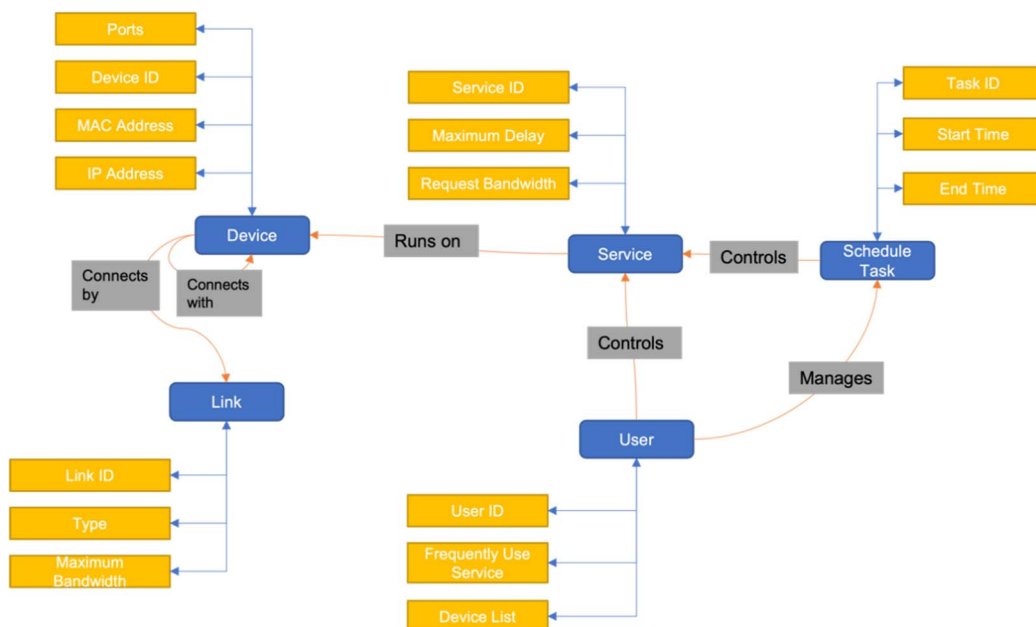 Ports
Device ID
MAC Address
IP Address
Device
Connects
by
Connects
with
Link
Link ID
Type
Maximum
Bandwidth
Runs on
Service ID
Maximum Delay
Request Bandwidth
Service
Controls
Controls
User
User ID
Frequently Use
Service
Device List
Manages
Task ID
Start Time
End Time
Schedule
Task